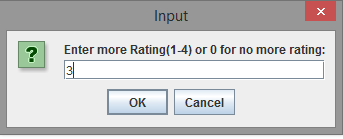 Input
Enter more Rating(1-4) or 0 for no more rating:
3
OK Cancel